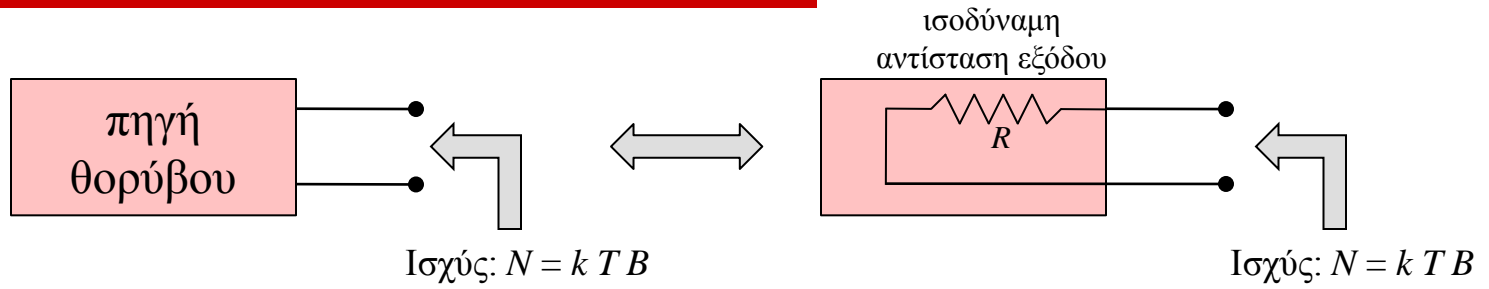 ισοδύναμη
αντίσταση εξόδου
πηγή
θορύβου
R
Ισχύς: N = k T B
Ισχύς: N = k T B